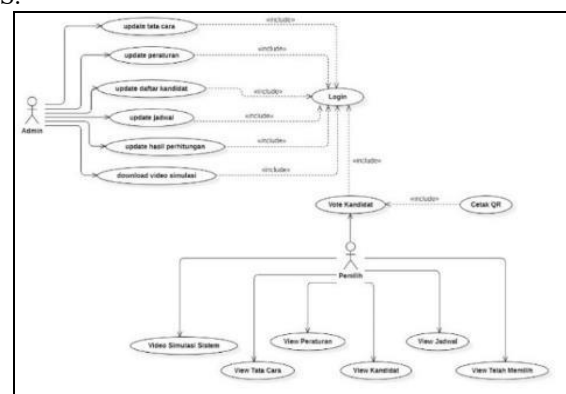 S.
update tata cara
«include»
update peraturan
«include»
update daftar kandidat
«include»
Login
Admin
update jadwal
«include»
update hasil perhitungan
«include»
download video simulasi
«include»
«include»
Vote Kandidat
«include»
Cetak QR
Pemilih
Video Simulasi Sistem
View Peraturan
View Jadwal
View Tata Cara
View Kandidat
View Telah Memilih